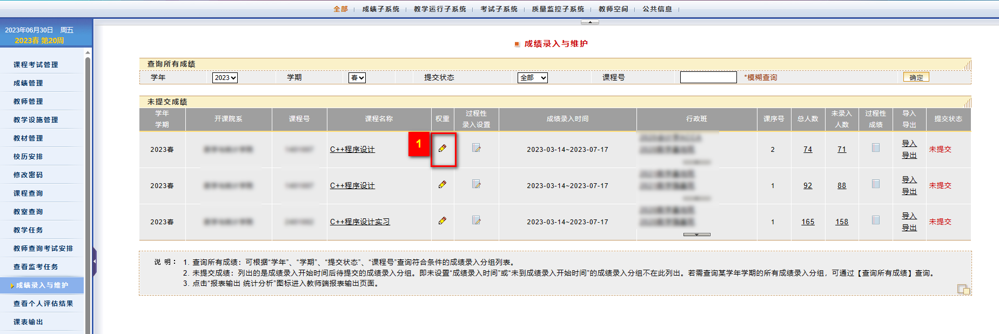 全部 | 成绩子系统 | 教学运行子系统 | 考试子系统 | 质量监控子系统 | 教师空间 | 公共信息 |
2023年06月30日 周五
2023春 第20周
课程考试管理
成绩管理
教师管理
教学设施管理
教材管理
校历安排
修改密码
课程查询
教室查询
教学任务
教师查询考试安排
查看监考任务
成绩录入与维护
查看个人评估结果
课表输出
成绩录入与维护
查询所有成绩
学年 2023 学期 春 提交状态 全部 课程号 *模糊查询 确定
未提交成绩
学年 学期 开课院系 课程号 课程名称 权重 过程性 录入设置 成绩录入时间 行政班 课序号 总人数 未录入 人数 过程性 成绩 导入 导出 提交状态
2023春 C++程序设计 1 2023-03-14~2023-07-17 2 74 71 导入 导出 未提交
2023春 C++程序设计 2023-03-14~2023-07-17 1 92 88 导入 导出 未提交
2023春 C++程序设计实习 2023-03-14~2023-07-17 1 165 158 导入 导出 未提交
说 明： 1. 查询所有成绩：可根据“学年”、“学期”、“提交状态”、“课程号”查询符合条件的成绩录入分组列表。
2. 未提交成绩：列出的是成绩录入开始时间后待提交的成绩录入分组。即未设置“成绩录入时间”或“未到成绩录入开始时间”的成绩录入分组不在此列出。若需查询某学年学期的所有成绩录入分组，可通过【查询所有成绩】查询。
3. 点击“报表输出 统计分析”图标进入教师端报表输出页面。